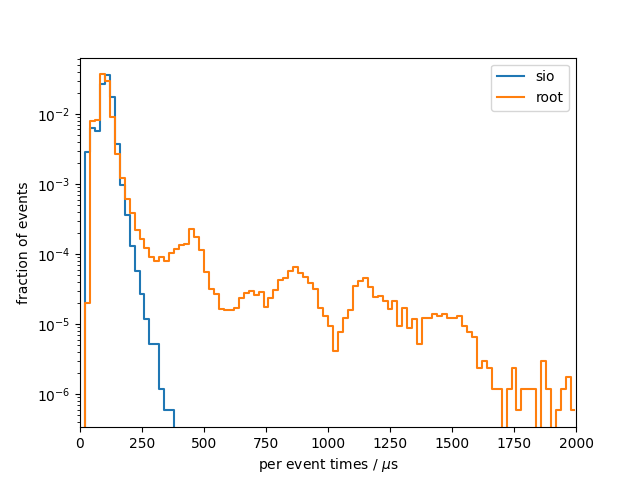 sio
root
fraction of events
10⁻²
10⁻³
10⁻⁴
10⁻⁵
10⁻⁶
0 250 500 750 1000 1250 1500 1750 2000
per event times / μs